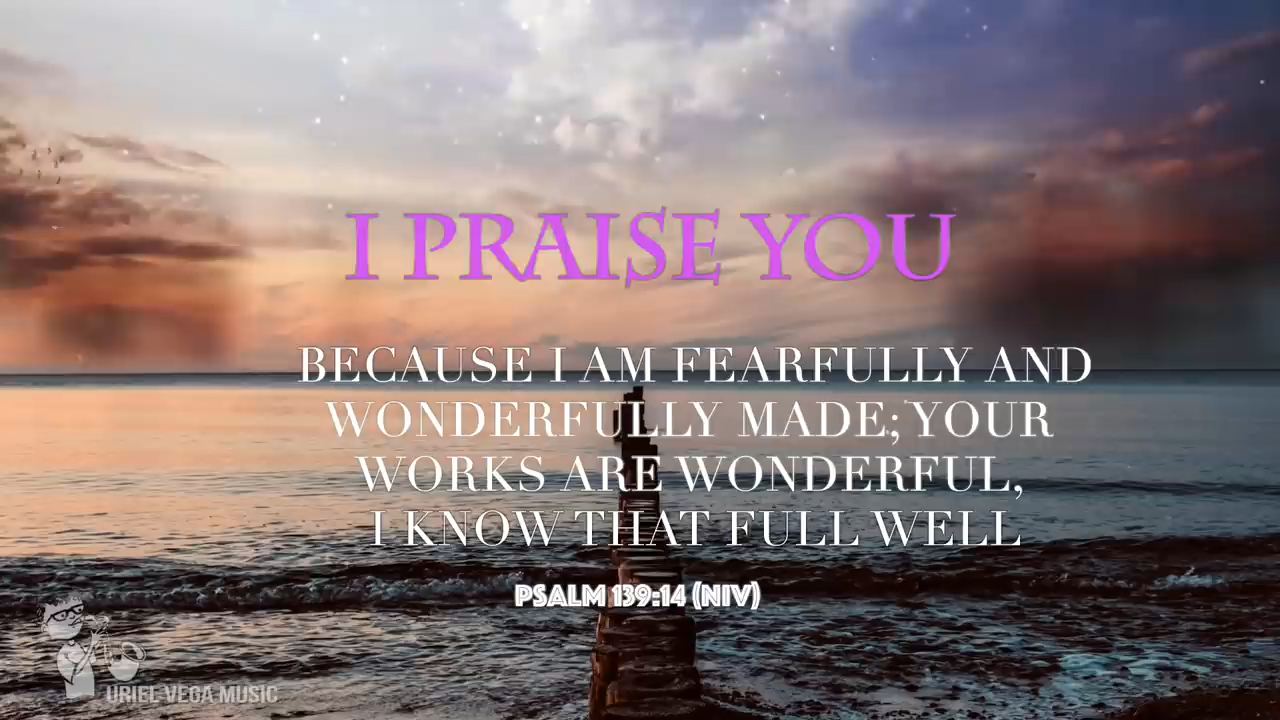 I PRAISE YOU
BECAUSE I AM FEARFULLY AND
WONDERFULLY MADE; YOUR
WORKS ARE WONDERFUL,
I KNOW THAT FULL WELL
PSALM 139:14 (NIV)
URIEL VEGA MUSIC